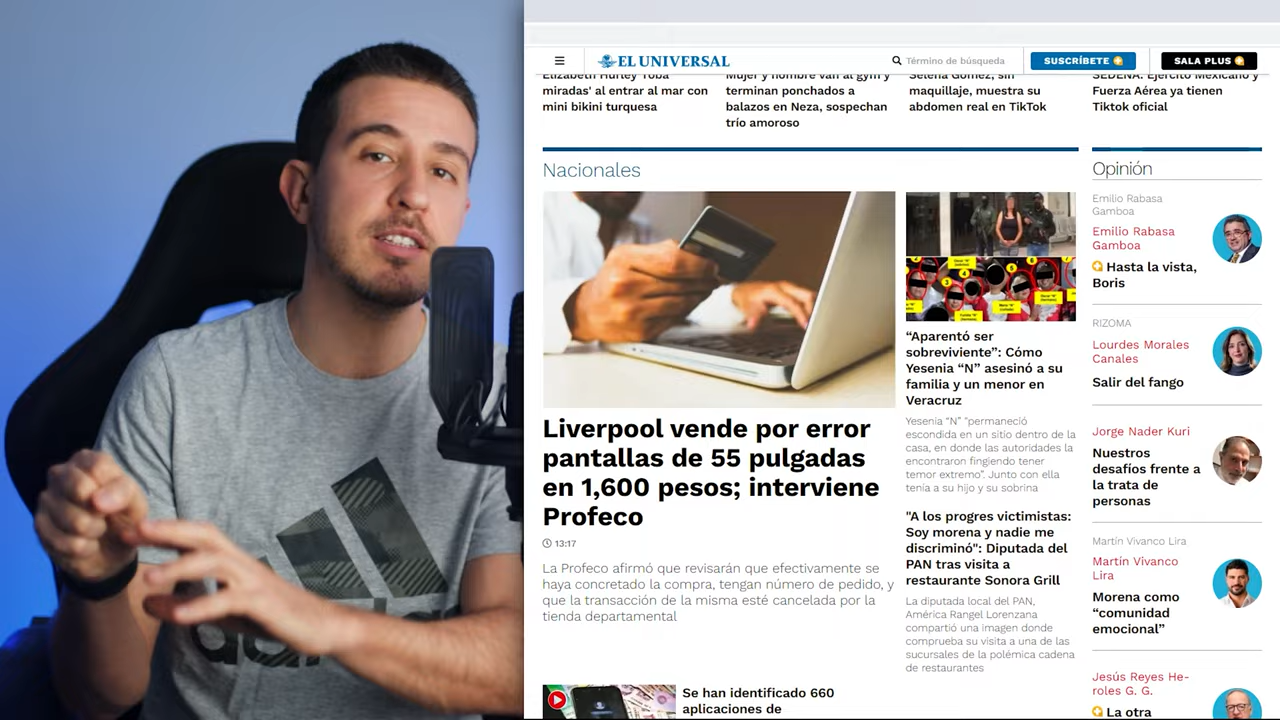 EL UNIVERSAL
Término de búsqueda
SUSCRÍBETE
SALA PLUS
Elizabeth Hurley 'roba
miradas' al entrar al mar con
mini bikini turquesa
Mujer y hombre van al gym y
terminan ponchados a
balazos en Neza, sospechan
trío amoroso
Selena Gómez, sin
maquillaje, muestra su
abdomen real en TikTok
SEDENA: Ejército Mexicano y
Fuerza Aérea ya tienen
Tiktok oficial
Nacionales
Liverpool vende por error
pantallas de 55 pulgadas
en 1,600 pesos; interviene
Profeco
13:17
La Profeco afirmó que revisarán que efectivamente se
haya concretado la compra, tengan número de pedido, y
que la transacción de la misma esté cancelada por la
tienda departamental
Se han identificado 660
aplicaciones de
“Aparentó ser
sobreviviente”: Cómo
Yesenia “N” asesinó a su
familia y un menor en
Veracruz
Yesenia “N” "permaneció
escondida en un sitio dentro de la
casa, en donde las autoridades la
encontraron fingiendo tener
temor extremo". Junto con ella
tenía a su hijo y su sobrina
"A los progres victimistas:
Soy morena y nadie me
discriminó": Diputada del
PAN tras visita a
restaurante Sonora Grill
La diputada local del PAN,
América Rangel Lorenzana
compartió una imagen donde
comprueba su visita a una de las
sucursales de la polémica cadena
de restaurantes
Opinión
Emilio Rabasa
Gamboa
Emilio Rabasa
Gamboa
Hasta la vista,
Boris
RIZOMA
Lourdes Morales
Canales
Salir del fango
Jorge Nader Kuri
Nuestros
desafíos frente a
la trata de
personas
Martín Vivanco Lira
Martín Vivanco
Lira
Morena como
“comunidad
emocional”
Jesús Reyes He-
roles G. G.
La otra